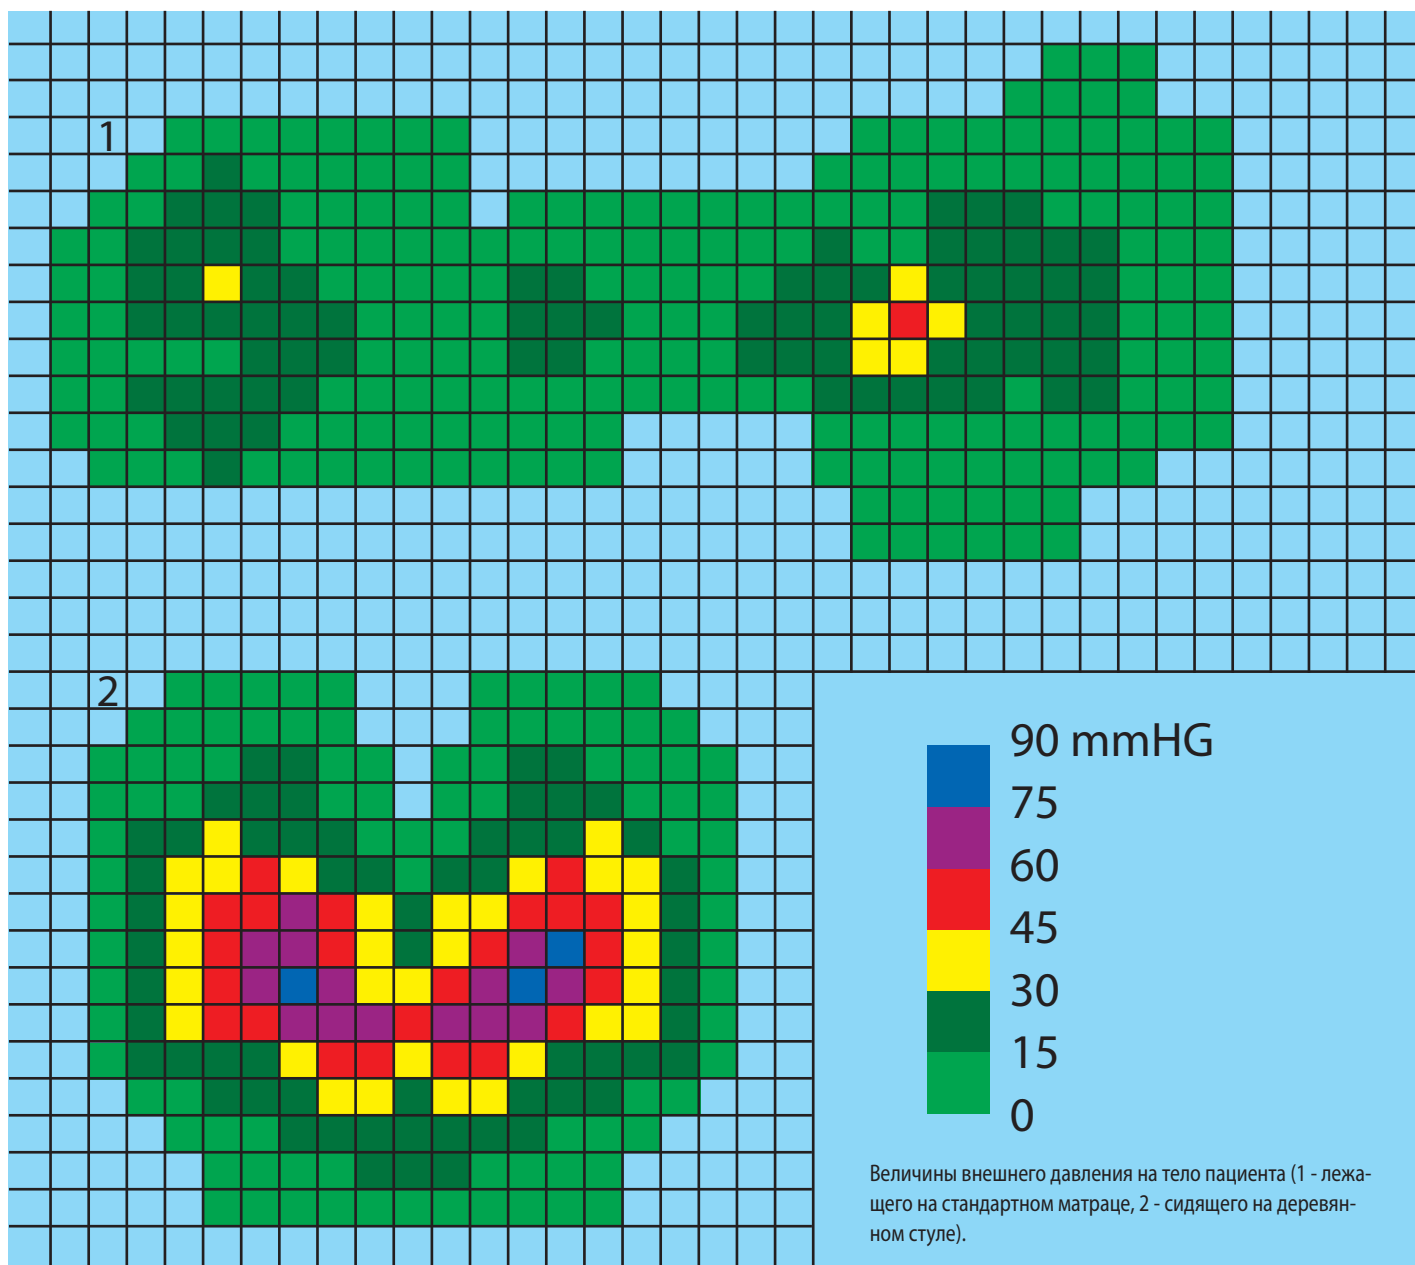 1
2
90 mmHG
75
60
45
30
15
0
Величины внешнего давления на тело пациента (1 - лежа-
щего на стандартном матраце, 2 - сидящего на деревян-
ном стуле).